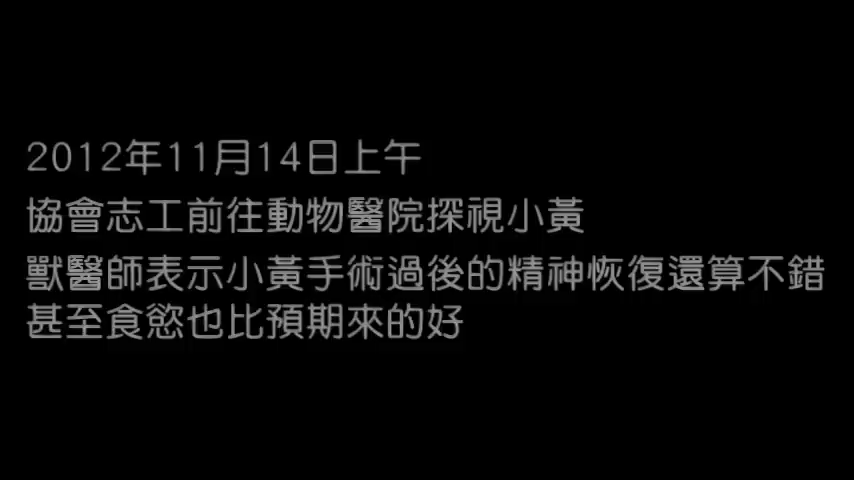 2012年11月14日上午
協會志工前往動物醫院探視小黃
獸醫師表示小黃手術過後的精神恢復還算不錯
甚至食慾也比預期來的好